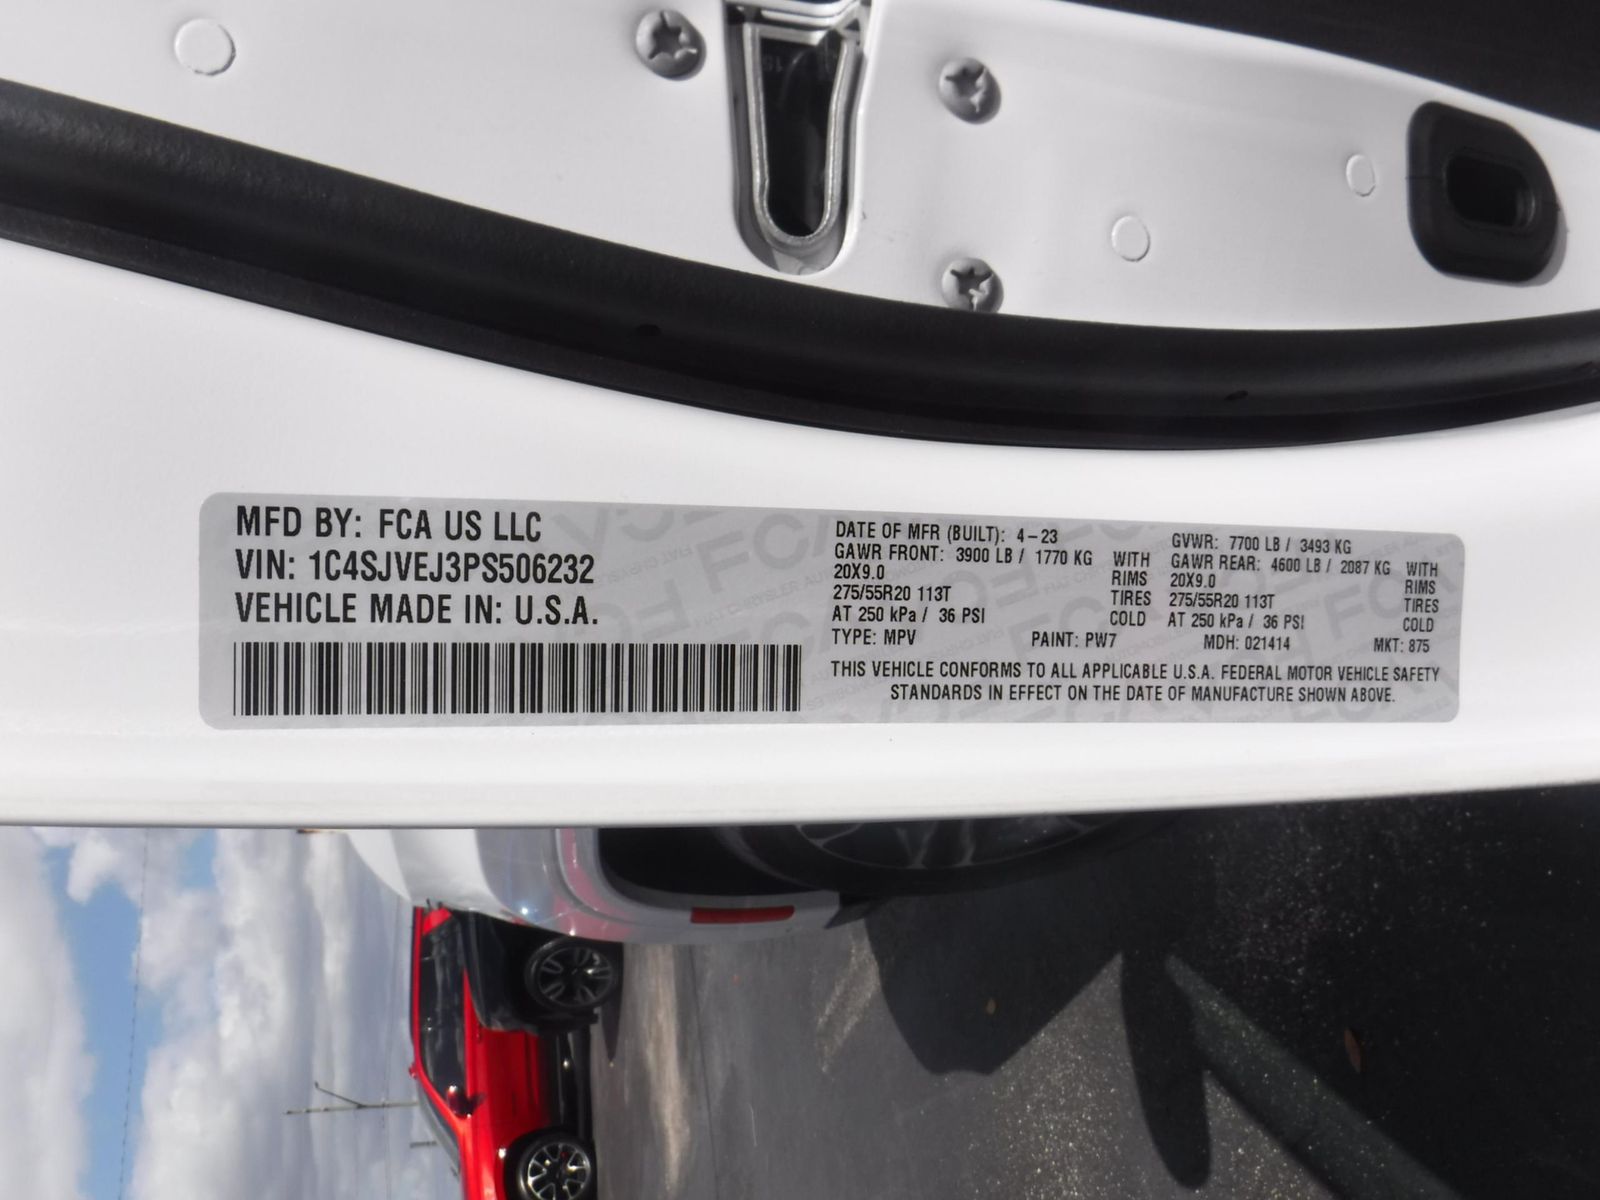 MFD BY: FCA US LLC
VIN: 1C4SJVEJ3PS506232
VEHICLE MADE IN: U.S.A.
DATE OF MFR (BUILT): 4-23
GAWR FRONT: 3900 LB / 1770 KG WITH
20X9.0 RIMS
275/55R20 113T TIRES
AT 250 kPa / 36 PSI COLD
GVWR: 7700 LB / 3493 KG
GAWR REAR: 4600 LB / 2087 KG WITH
20X9.0 RIMS
275/55R20 113T TIRES
AT 250 kPa / 36 PSI COLD
TYPE: MPV PAINT: PW7 MDH: 021414 MKT: 875
THIS VEHICLE CONFORMS TO ALL APPLICABLE U.S.A. FEDERAL MOTOR VEHICLE SAFETY
STANDARDS IN EFFECT ON THE DATE OF MANUFACTURE SHOWN ABOVE.